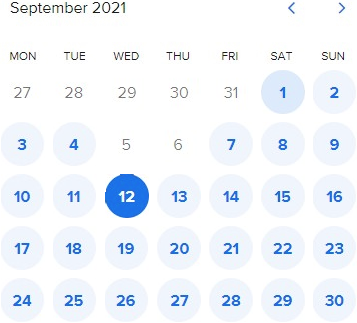 September 2021
MON TUE WED THU FRI SAT SUN
27 28 29 30 31 1 2
3 4 5 6 7 8 9
10 11 12 13 14 15 16
17 18 19 20 21 22 23
24 25 26 27 28 29 30